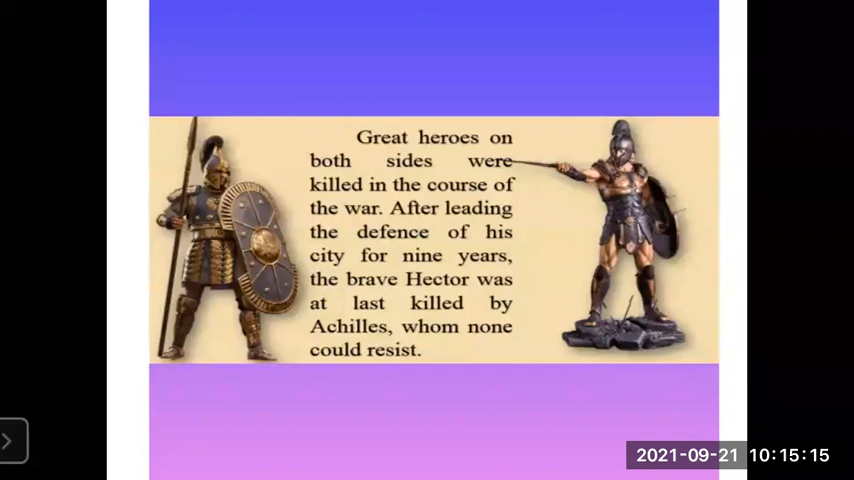 Great heroes on
both sides were
killed in the course of
the war. After leading
the defence of his
city for nine years,
the brave Hector was
at last killed by
Achilles, whom none
could resist.
2021-09-21 10:15:15